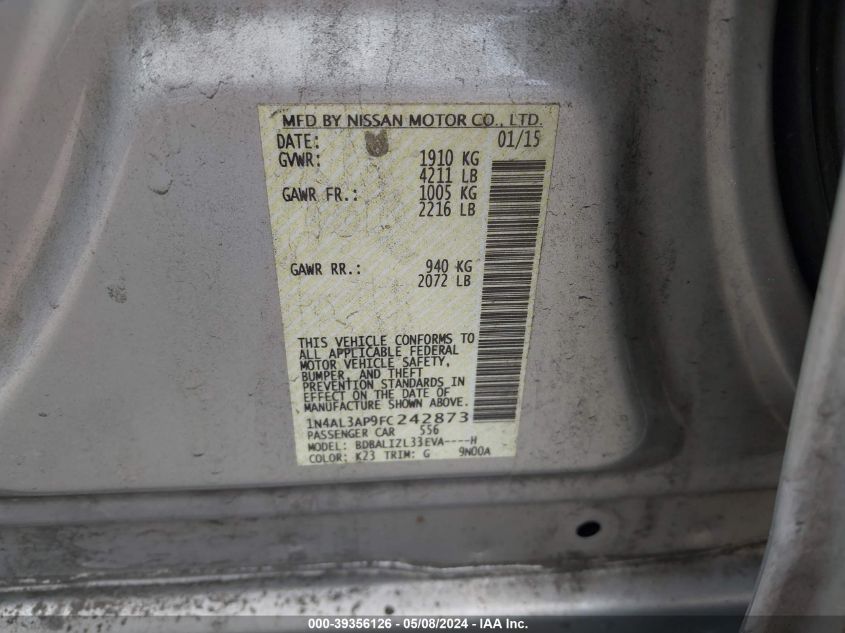 MFD BY NISSAN MOTOR CO., LTD.
DATE: 01/15
GVWR: 1910 KG
4211 LB
GAWR FR.: 1005 KG
2216 LB
GAWR RR.: 940 KG
2072 LB
THIS VEHICLE CONFORMS TO
ALL APPLICABLE FEDERAL
MOTOR VEHICLE SAFETY,
BUMPER, AND THEFT
PREVENTION STANDARDS IN
EFFECT ON THE DATE OF
MANUFACTURE SHOWN ABOVE.
1N4AL3AP9FC242873
PASSENGER CAR 556
MODEL: BDBALIZL33EVA----H
COLOR: K23 TRIM: G 9N00A
000-39356126 - 05/08/2024 - IAA Inc.